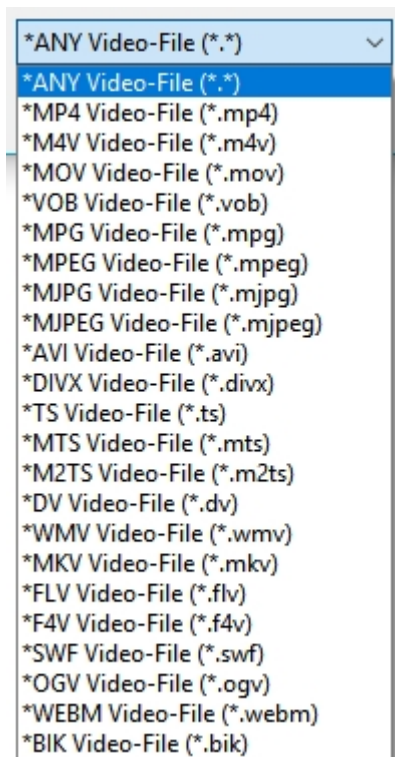 *ANY Video-File (*.*)
*ANY Video-File (*.*)
*MP4 Video-File (*.mp4)
*M4V Video-File (*.m4v)
*MOV Video-File (*.mov)
*VOB Video-File (*.vob)
*MPG Video-File (*.mpg)
*MPEG Video-File (*.mpeg)
*MJPG Video-File (*.mjpg)
*MJPEG Video-File (*.mjpeg)
*AVI Video-File (*.avi)
*DIVX Video-File (*.divx)
*TS Video-File (*.ts)
*MTS Video-File (*.mts)
*M2TS Video-File (*.m2ts)
*DV Video-File (*.dv)
*WMV Video-File (*.wmv)
*MKV Video-File (*.mkv)
*FLV Video-File (*.flv)
*F4V Video-File (*.f4v)
*SWF Video-File (*.swf)
*OGV Video-File (*.ogv)
*WEBM Video-File (*.webm)
*BIK Video-File (*.bik)